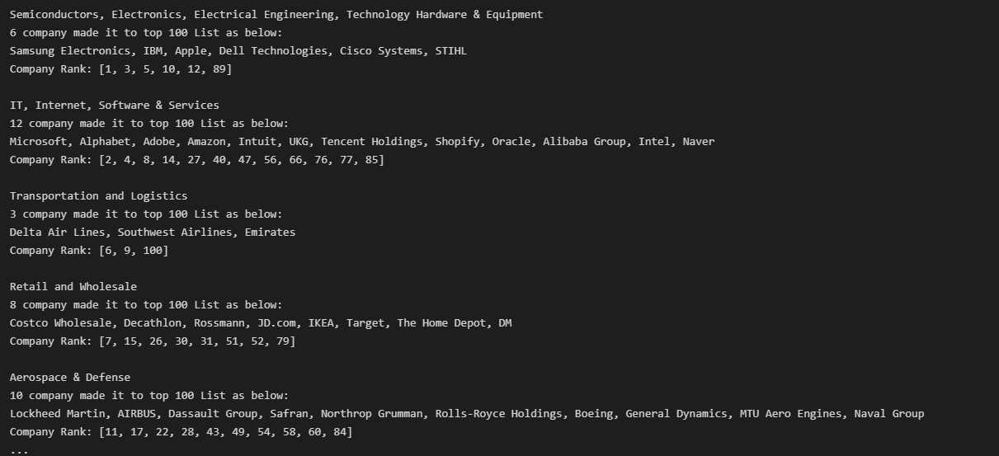 Semiconductors, Electronics, Electrical Engineering, Technology Hardware & Equipment
6 company made it to top 100 List as below:
Samsung Electronics, IBM, Apple, Dell Technologies, Cisco Systems, STIHL
Company Rank: [1, 3, 5, 10, 12, 89]
IT, Internet, Software & Services
12 company made it to top 100 List as below:
Microsoft, Alphabet, Adobe, Amazon, Intuit, UKG, Tencent Holdings, Shopify, Oracle, Alibaba Group, Intel, Naver
Company Rank: [2, 4, 8, 14, 27, 40, 47, 56, 66, 76, 77, 85]
Transportation and Logistics
3 company made it to top 100 List as below:
Delta Air Lines, Southwest Airlines, Emirates
Company Rank: [6, 9, 100]
Retail and Wholesale
8 company made it to top 100 List as below:
Costco Wholesale, Decathlon, Rossmann, JD.com, IKEA, Target, The Home Depot, DM
Company Rank: [7, 15, 26, 30, 31, 51, 52, 79]
Aerospace & Defense
10 company made it to top 100 List as below:
Lockheed Martin, AIRBUS, Dassault Group, Safran, Northrop Grumman, Rolls-Royce Holdings, Boeing, General Dynamics, MTU Aero Engines, Naval Group
Company Rank: [11, 17, 22, 28, 43, 49, 54, 58, 60, 84]
...